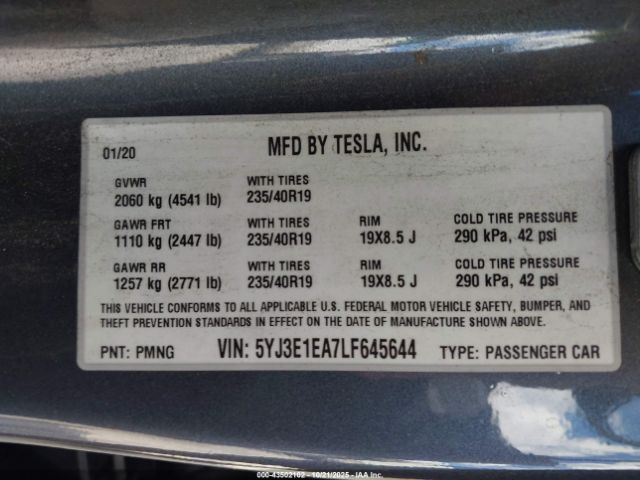 01/20 MFD BY TESLA, INC.
GVWR WITH TIRES
2060 kg (4541 lb) 235/40R19
GAWR FRT WITH TIRES RIM COLD TIRE PRESSURE
1110 kg (2447 lb) 235/40R19 19X8.5 J 290 kPa, 42 psi
GAWR RR WITH TIRES RIM COLD TIRE PRESSURE
1257 kg (2771 lb) 235/40R19 19X8.5 J 290 kPa, 42 psi
THIS VEHICLE CONFORMS TO ALL APPLICABLE U.S. FEDERAL MOTOR VEHICLE SAFETY, BUMPER, AND
THEFT PREVENTION STANDARDS IN EFFECT ON THE DATE OF MANUFACTURE SHOWN ABOVE.
PNT: PMNG VIN: 5YJ3E1EA7LF645644 TYPE: PASSENGER CAR
000-43502102 - 10/21/2025 - IAAI.com